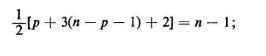 ½[p + 3(n − p − 1) + 2] = n − 1;